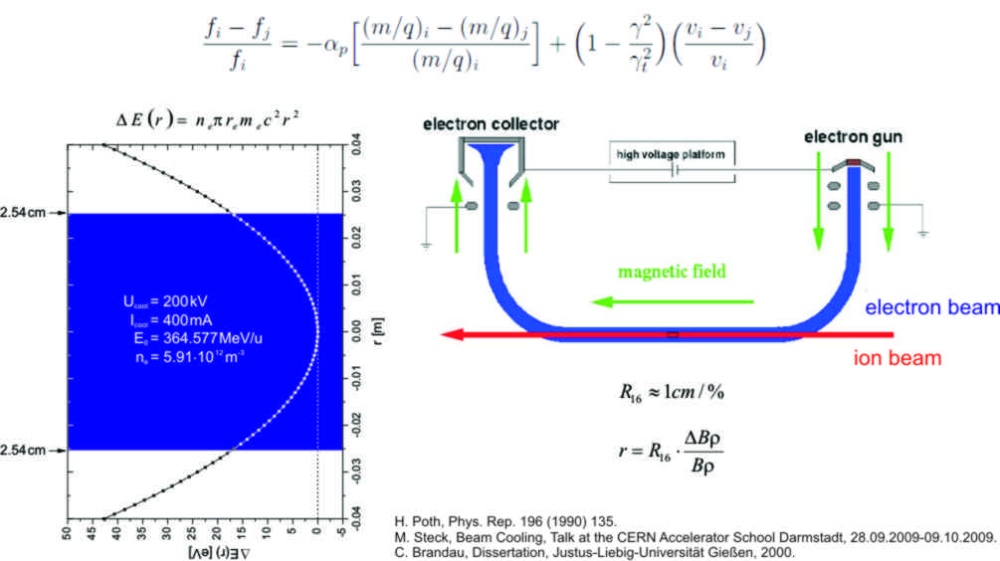 (f_i − f_j)/f_i = −α_p[((m/q)_i − (m/q)_j)/(m/q)_i] + (1 − γ²/γ_t²)((v_i − v_j)/v_i)
ΔE(r) = n_e π r_e m_e c² r²
2.54cm
2.54cm
U_cool = 200kV
I_cool = 400mA
E_0 = 364.577MeV/u
n_e = 5.91·10¹² m⁻³
0.04
0.03
0.02
0.01
0.00
-0.01
-0.02
-0.03
-0.04
r [m]
50 45 40 35 30 25 20 15 10 5 0 -5
ΔE(r) [eV]
electron collector
high voltage platform
electron gun
magnetic field
electron beam
ion beam
R₁₆ ≈ 1cm/%
r = R₁₆ · ΔBρ/Bρ
H. Poth, Phys. Rep. 196 (1990) 135.
M. Steck, Beam Cooling, Talk at the CERN Accelerator School Darmstadt, 28.09.2009-09.10.2009.
C. Brandau, Dissertation, Justus-Liebig-Universität Gießen, 2000.